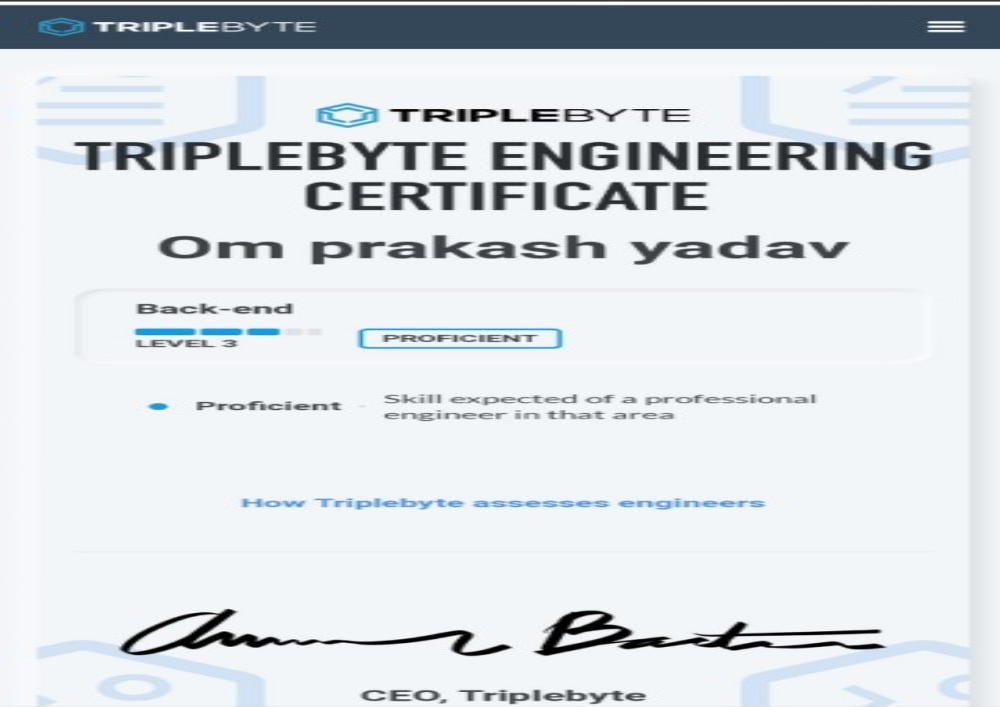 TRIPLEBYTE
TRIPLEBYTE
TRIPLEBYTE ENGINEERING
CERTIFICATE
Om prakash yadav
Back-end
LEVEL 3
PROFICIENT
Proficient - Skill expected of a professional
engineer in that area
How Triplebyte assesses engineers
CEO, Triplebyte